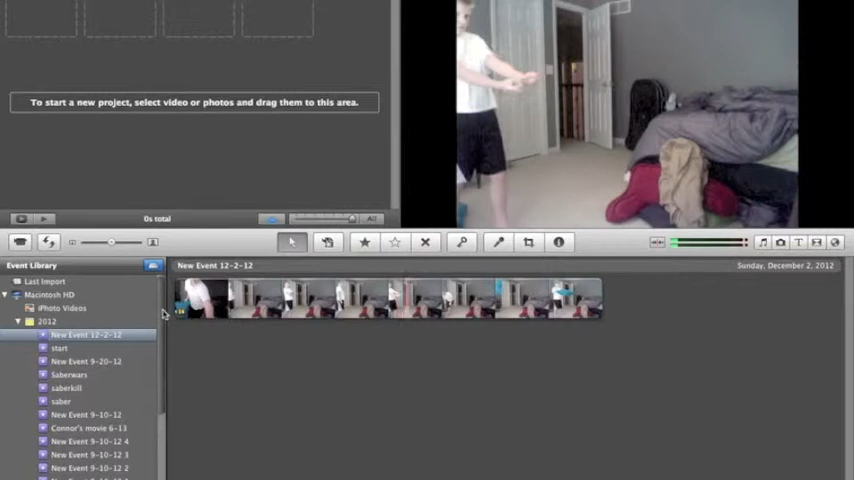 To start a new project, select video or photos and drag them to this area.
0s total
All
Event Library
New Event 12-2-12
Sunday, December 2, 2012
Last Import
Macintosh HD
iPhoto Videos
2012
New Event 12-2-12
start
New Event 9-20-12
Saberwars
saberkill
saber
New Event 9-10-12
Connor's movie 6-13
New Event 9-10-12 4
New Event 9-10-12 3
New Event 9-10-12 2